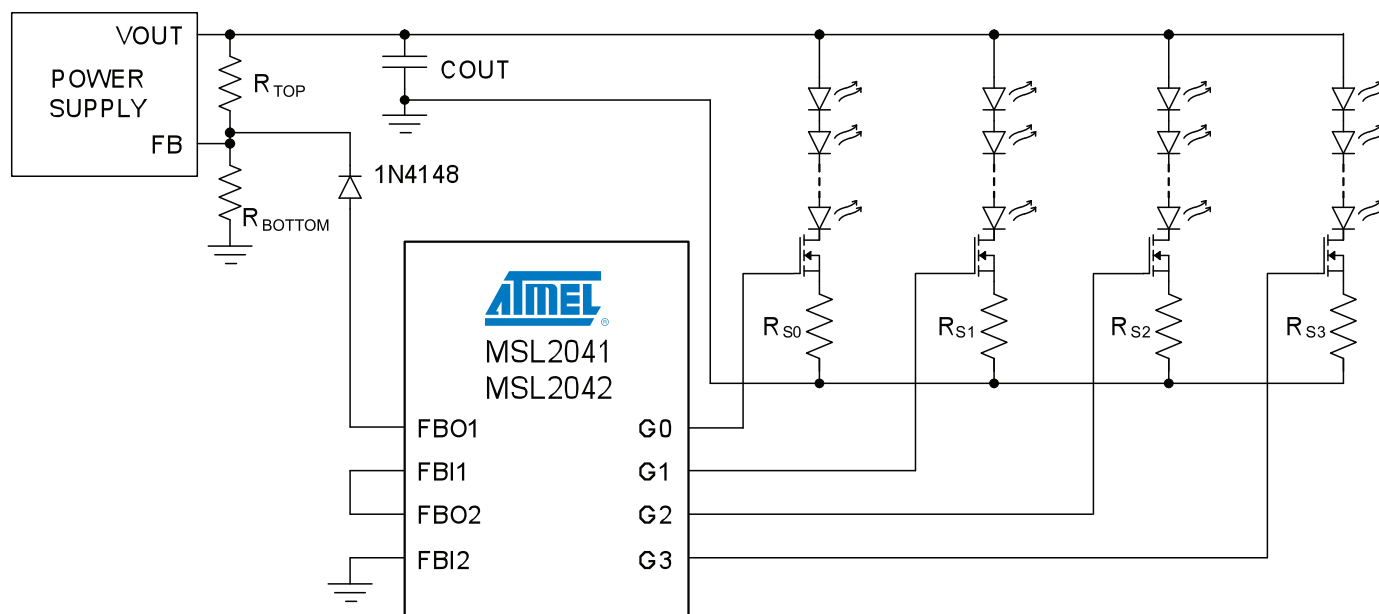 VOUT
POWER
SUPPLY
FB
RTOP
RBOTTOM
COUT
1N4148
ATMEL
®
MSL2041
MSL2042
FBO1
FBI1
FBO2
FBI2
G0
G1
G2
G3
RS0
RS1
RS2
RS3